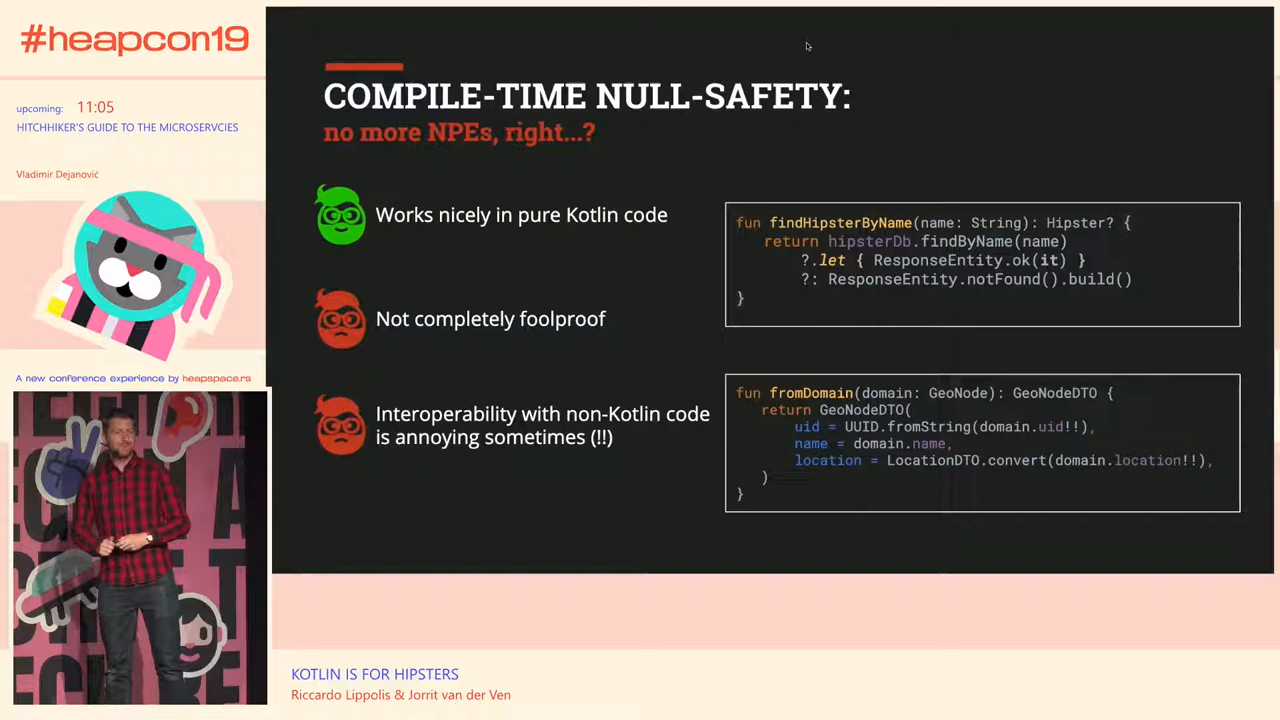 #heapcon19
upcoming: 11:05
HITCHHIKER'S GUIDE TO THE MICROSERVCIES
Vladimir Dejanović
A new conference experience by heapspace.rs
COMPILE-TIME NULL-SAFETY:
no more NPEs, right...?
Works nicely in pure Kotlin code
Not completely foolproof
Interoperability with non-Kotlin code
is annoying sometimes (!!)
fun findHipsterByName(name: String): Hipster? {
return hipsterDb.findByName(name)
?.let { ResponseEntity.ok(it) }
?: ResponseEntity.notFound().build()
}
fun fromDomain(domain: GeoNode): GeoNodeDTO {
return GeoNodeDTO(
uid = UUID.fromString(domain.uid!!),
name = domain.name,
location = LocationDTO.convert(domain.location!!),
)
}
KOTLIN IS FOR HIPSTERS
Riccardo Lippolis & Jorrit van der Ven